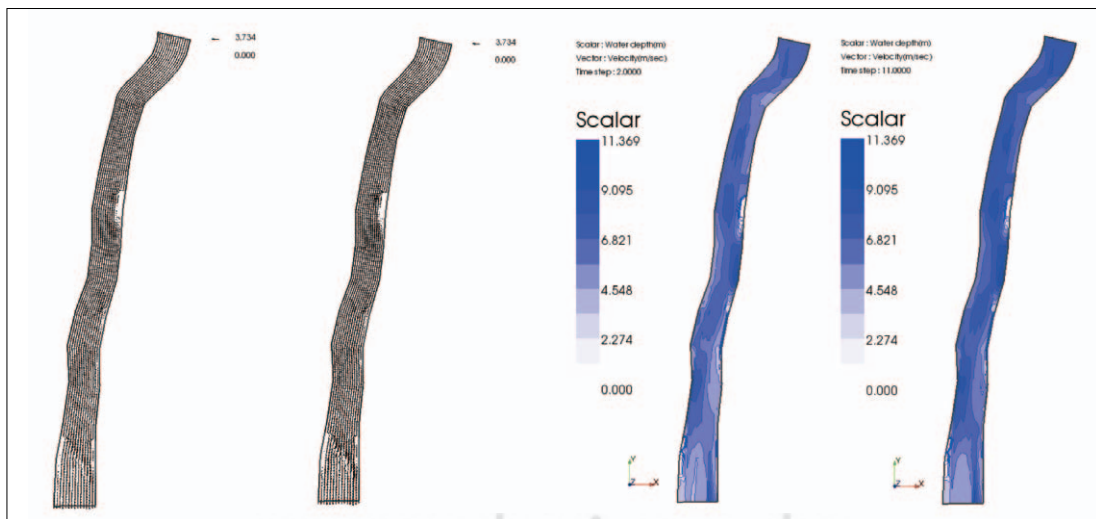 3.734
0.000
3.734
0.000
Scalar : Water depth(m)
Vector : Velocity(m/sec)
Time step : 2.0000
Scalar
11.369
9.095
6.821
4.548
2.274
0.000
Y
Z
X
Scalar : Water depth(m)
Vector : Velocity(m/sec)
Time step : 11.0000
Scalar
11.369
9.095
6.821
4.548
2.274
0.000
Y
Z
X